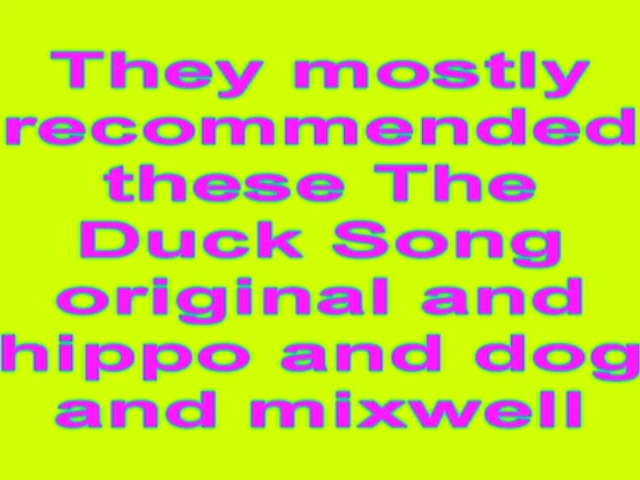 They mostly
recommended
these The
Duck Song
original and
hippo and dog
and mixwell